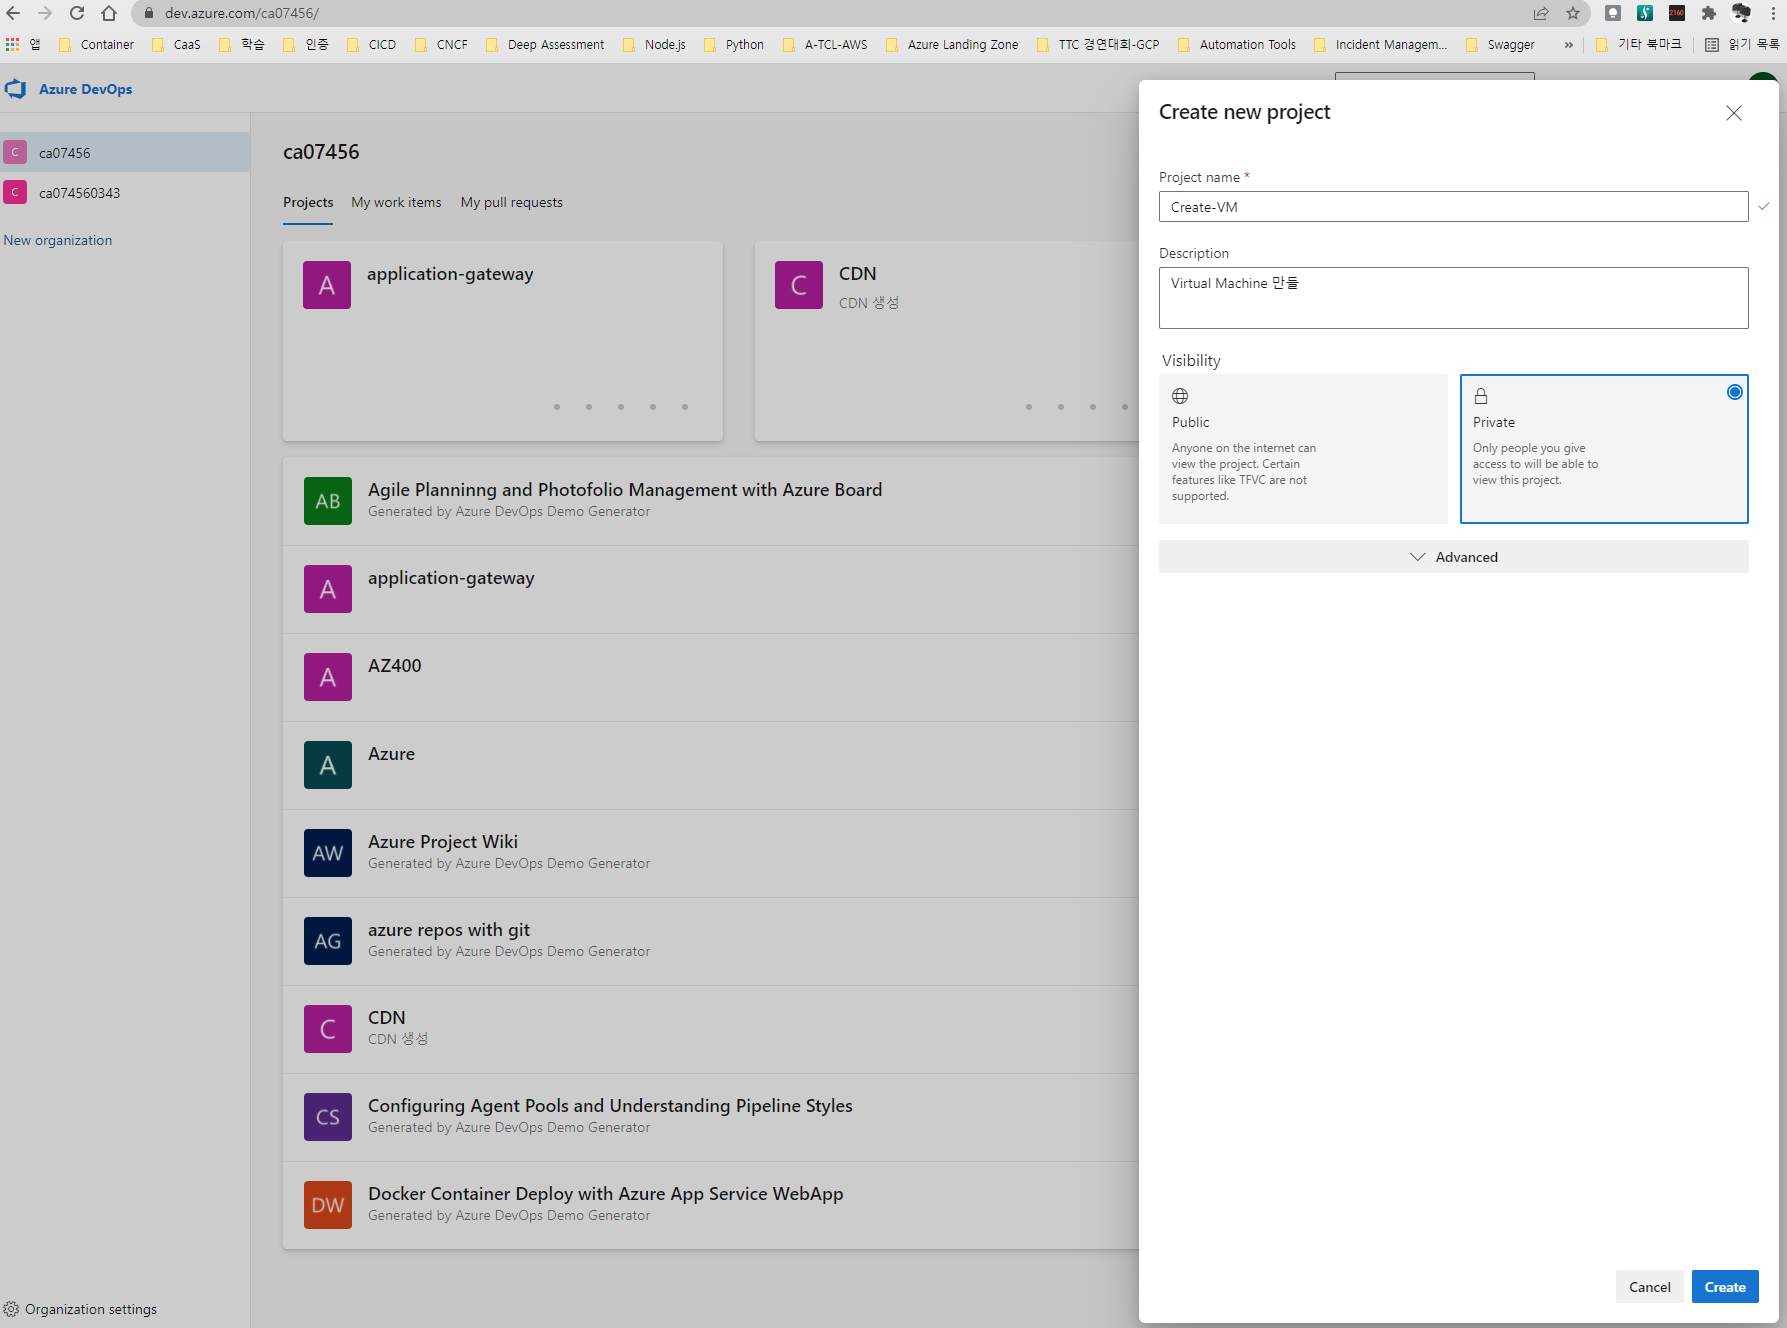 dev.azure.com/ca07456/
2160
앱 Container CaaS 학습 인증 CICD CNCF Deep Assessment Node.js Python A-TCL-AWS Azure Landing Zone TTC 경연대회-GCP Automation Tools Incident Managem... Swagger » 기타 북마크 읽기 목록
Azure DevOps
C ca07456
C ca074560343
New organization
Organization settings
ca07456
Projects My work items My pull requests
A application-gateway
C CDN
CDN 생성
AB Agile Planninng and Photofolio Management with Azure Board
Generated by Azure DevOps Demo Generator
A application-gateway
A AZ400
A Azure
AW Azure Project Wiki
Generated by Azure DevOps Demo Generator
AG azure repos with git
Generated by Azure DevOps Demo Generator
C CDN
CDN 생성
CS Configuring Agent Pools and Understanding Pipeline Styles
Generated by Azure DevOps Demo Generator
DW Docker Container Deploy with Azure App Service WebApp
Generated by Azure DevOps Demo Generator
Create new project
Project name *
Create-VM
Description
Virtual Machine 만들
Visibility
Public
Anyone on the internet can
view the project. Certain
features like TFVC are not
supported.
Private
Only people you give
access to will be able to
view this project.
Advanced
Cancel Create